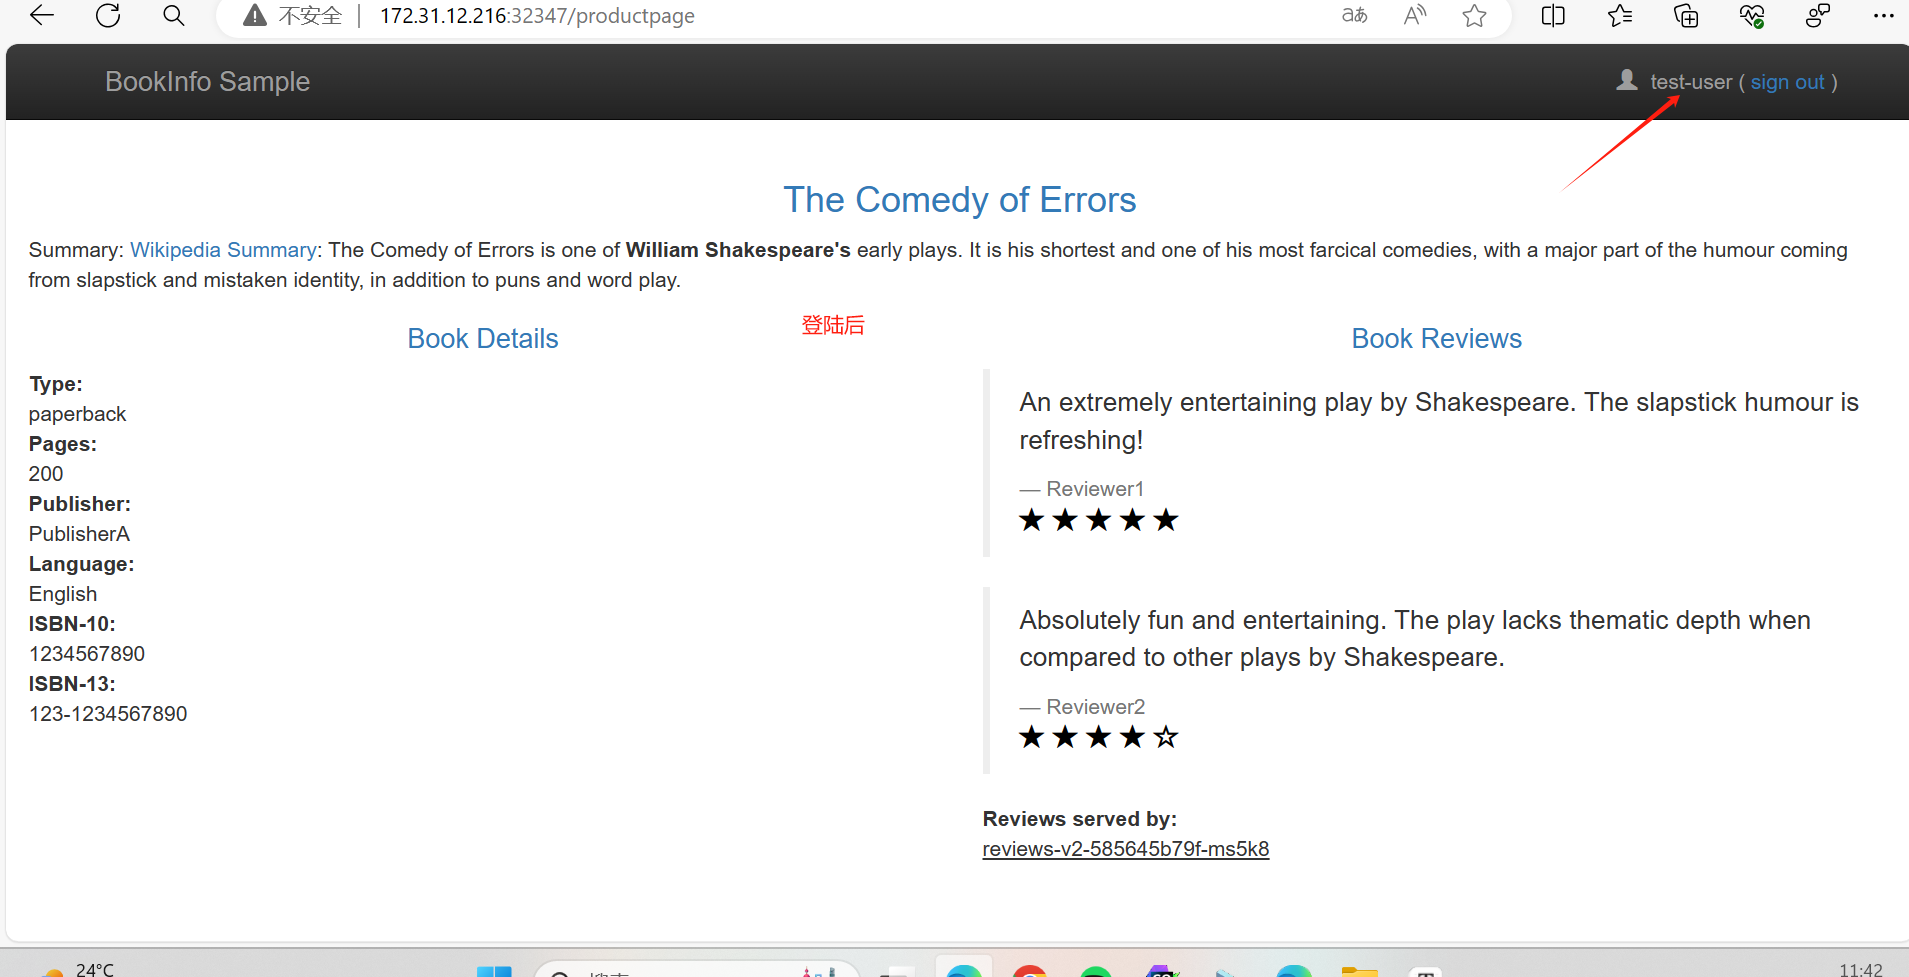 不安全 | 172.31.12.216:32347/productpage
BookInfo Sample
test-user ( sign out )
The Comedy of Errors
Summary: Wikipedia Summary: The Comedy of Errors is one of William Shakespeare's early plays. It is his shortest and one of his most farcical comedies, with a major part of the humour coming
from slapstick and mistaken identity, in addition to puns and word play.
登陆后
Book Details
Type:
paperback
Pages:
200
Publisher:
PublisherA
Language:
English
ISBN-10:
1234567890
ISBN-13:
123-1234567890
Book Reviews
An extremely entertaining play by Shakespeare. The slapstick humour is
refreshing!
— Reviewer1
Absolutely fun and entertaining. The play lacks thematic depth when
compared to other plays by Shakespeare.
— Reviewer2
Reviews served by:
reviews-v2-585645b79f-ms5k8
24°C
11:42